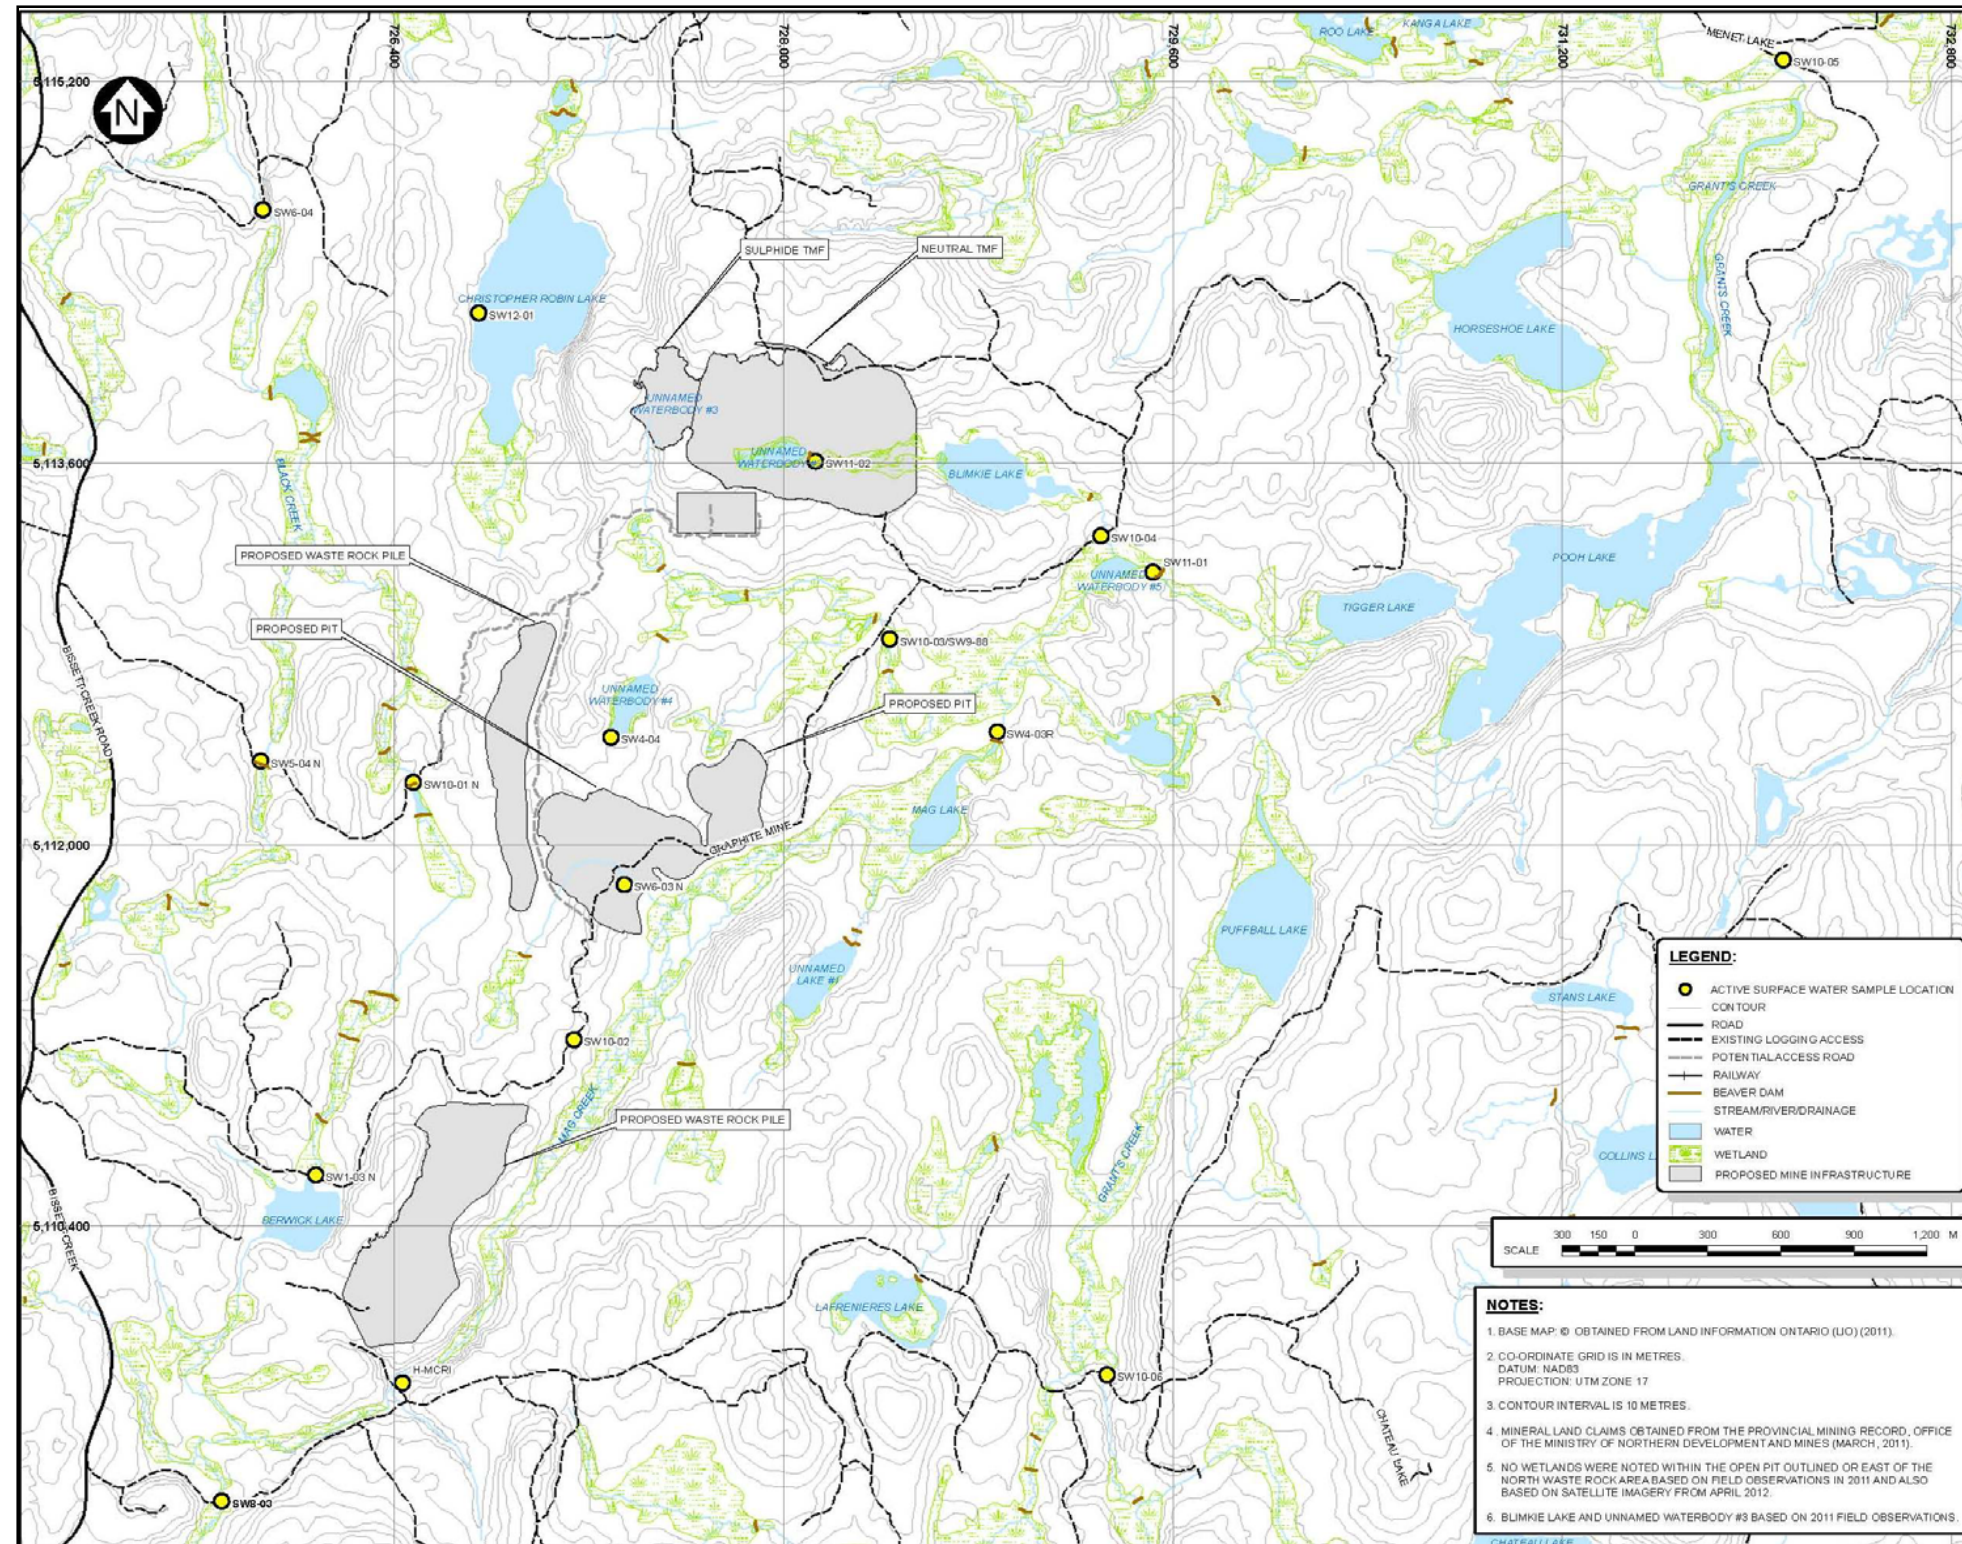 726,400
728,000
729,600
731,200
732,800
ROO LAKE
KANGA LAKE
MENET LAKE
SW10-05
5,115,200
N
GRANT'S CREEK
SW6-04
SULPHIDE TMF
NEUTRAL TMF
GRANTS CREEK
CHRISTOPHER ROBIN LAKE
SW12-01
HORSESHOE LAKE
UNNAMED
WATERBODY #3
5,113,600
UNNAMED
WATERBODY
SW11-02
BLIMKIE LAKE
BLACK CREEK
SW10-04
PROPOSED WASTE ROCK PILE
POOH LAKE
SW11-01
UNNAMED
WATERBODY #5
TIGGER LAKE
PROPOSED PIT
SW10-03/SW9-88
BISSETT CREEK ROAD
UNNAMED
WATERBODY #4
PROPOSED PIT
SW4-04
SW4-03R
SW5-04 N
SW10-01 N
MAG LAKE
GRAPHITE MINE
5,112,000
SW6-03 N
PUFFBALL LAKE
UNNAMED
LAKE #1
STANS LAKE
SW10-02
MAG CREEK
PROPOSED WASTE ROCK PILE
GRANT'S CREEK
COLLINS L
SW1-03 N
BERWICK LAKE
BISSETT CREEK
5,110,400
LAFRENIERES LAKE
H-MCRI
SW10-06
CHATEAU LAKE
SW8-03
LEGEND:
ACTIVE SURFACE WATER SAMPLE LOCATION
CONTOUR
ROAD
EXISTING LOGGING ACCESS
POTENTIAL ACCESS ROAD
RAILWAY
BEAVER DAM
STREAM/RIVER/DRAINAGE
WATER
WETLAND
PROPOSED MINE INFRASTRUCTURE
300 150 0 300 600 900 1,200 M
SCALE
NOTES:
1. BASE MAP: © OBTAINED FROM LAND INFORMATION ONTARIO (LIO) (2011).
2. CO-ORDINATE GRID IS IN METRES.
DATUM: NAD83
PROJECTION: UTM ZONE 17
3. CONTOUR INTERVAL IS 10 METRES.
4. MINERAL LAND CLAIMS OBTAINED FROM THE PROVINCIAL MINING RECORD, OFFICE
OF THE MINISTRY OF NORTHERN DEVELOPMENT AND MINES (MARCH, 2011).
5. NO WETLANDS WERE NOTED WITHIN THE OPEN PIT OUTLINED OR EAST OF THE
NORTH WASTE ROCK AREA BASED ON FIELD OBSERVATIONS IN 2011 AND ALSO
BASED ON SATELLITE IMAGERY FROM APRIL 2012.
6. BLIMKIE LAKE AND UNNAMED WATERBODY #3 BASED ON 2011 FIELD OBSERVATIONS.
CHATEAU LAKE